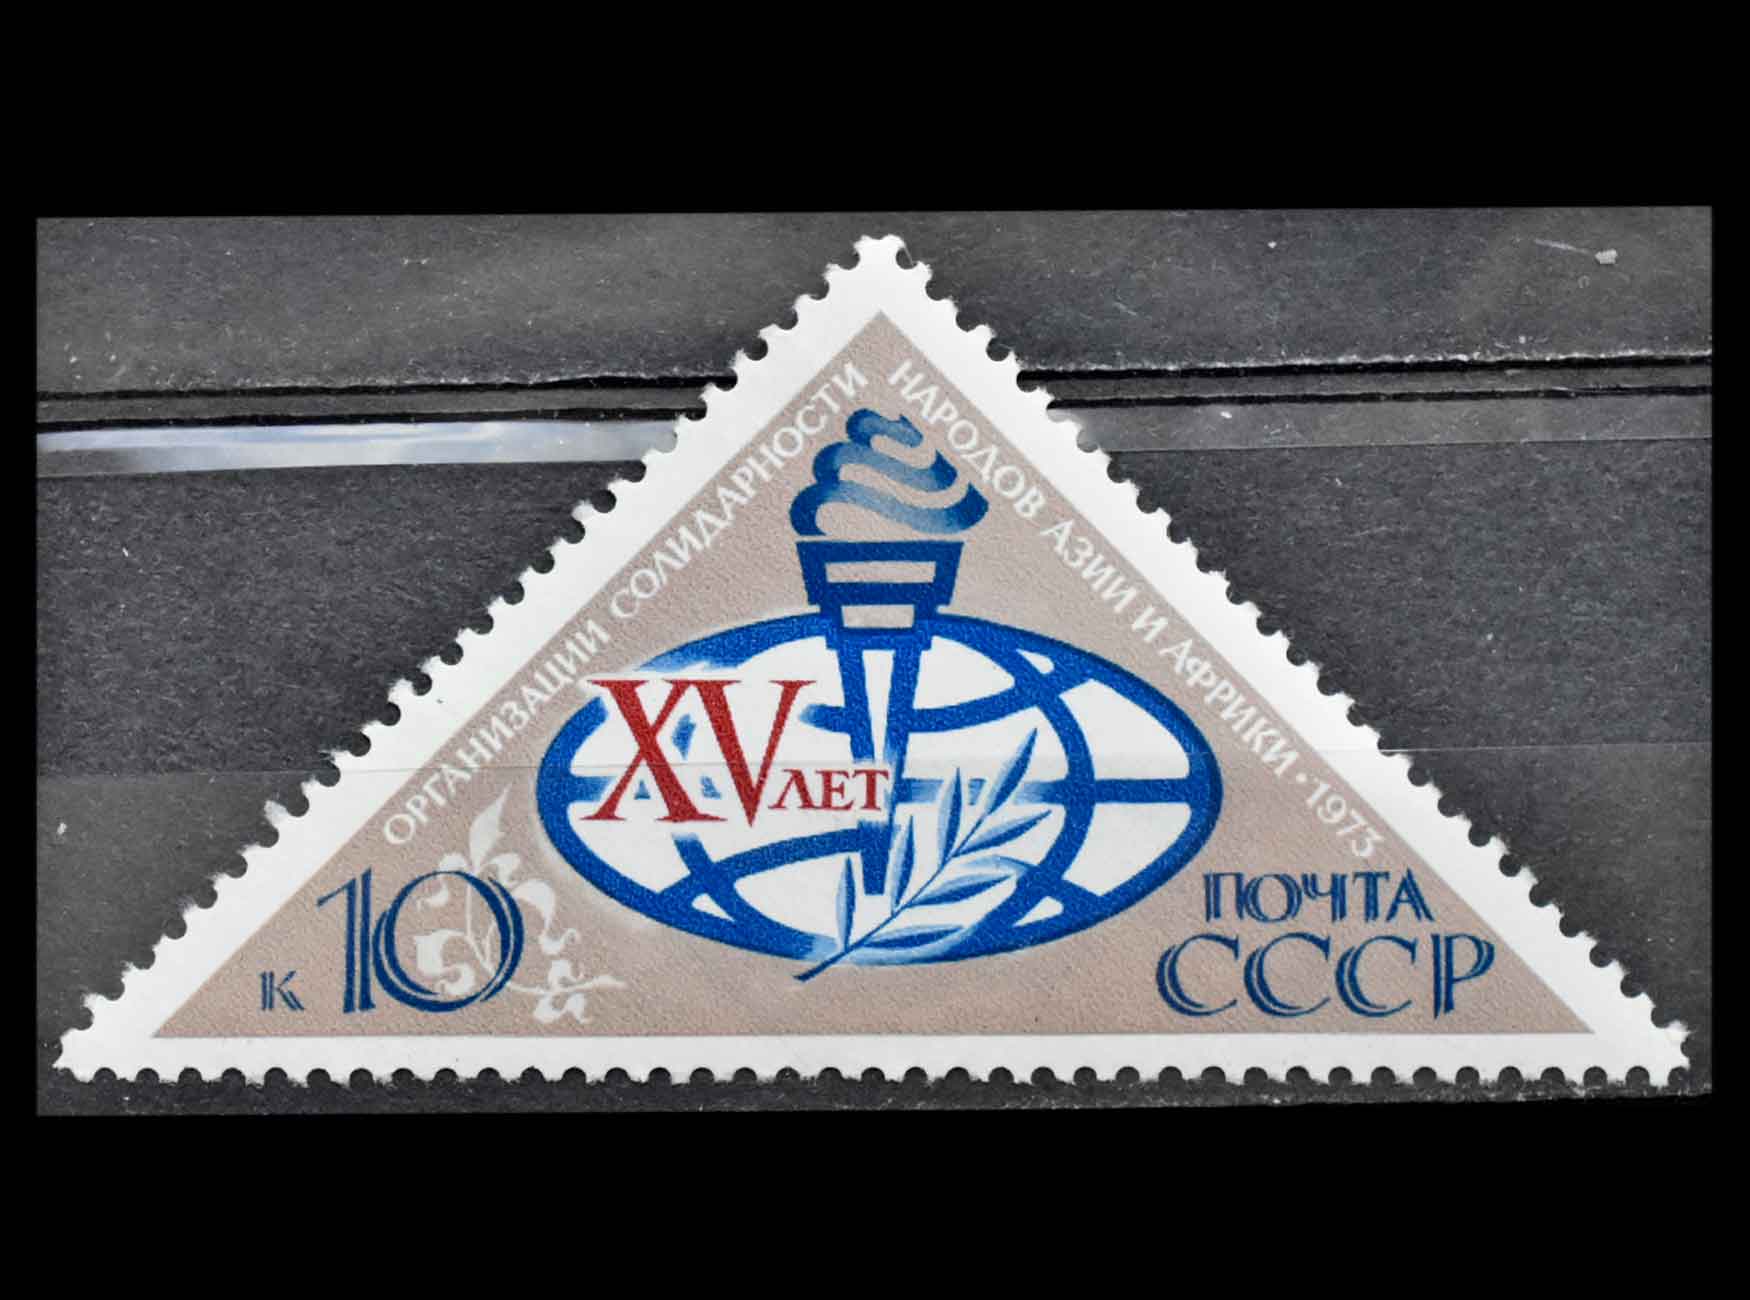 ОРГАНИЗАЦИИ СОЛИДАРНОСТИ
НАРОДОВ АЗИИ И АФРИКИ · 1973
XV ЛЕТ
к 10
ПОЧТА
СССР